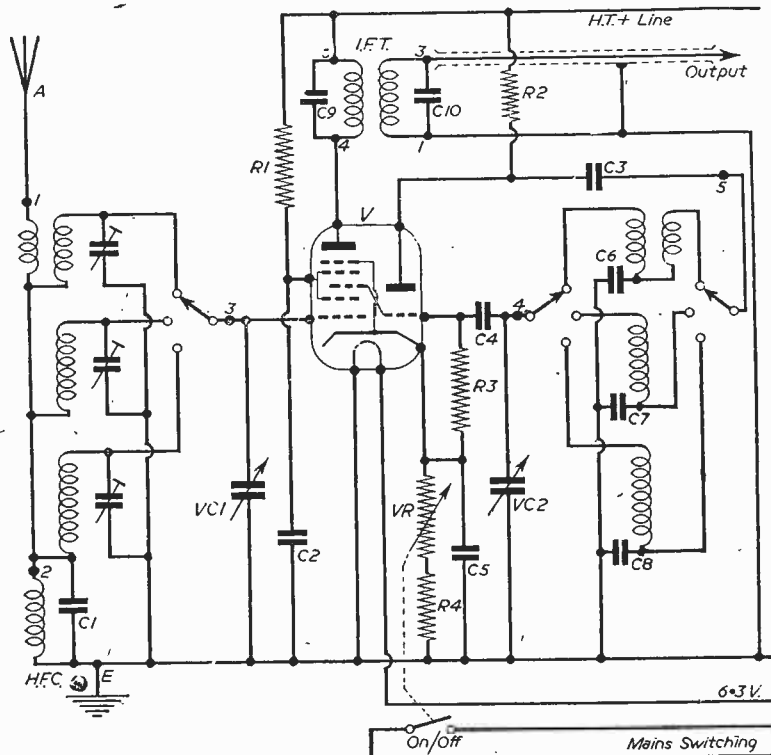 H.T.+ Line
I.F.T.
3
3
Output
A
C9
C10
R2
4
1
R1
C3
5
1
V
C6
3
C4
4
R3
C7
VC1
VR
VC2
C2
C5
C8
2
C1
R4
H.F.C.
E
6·3 V.
On/Off
Mains Switching